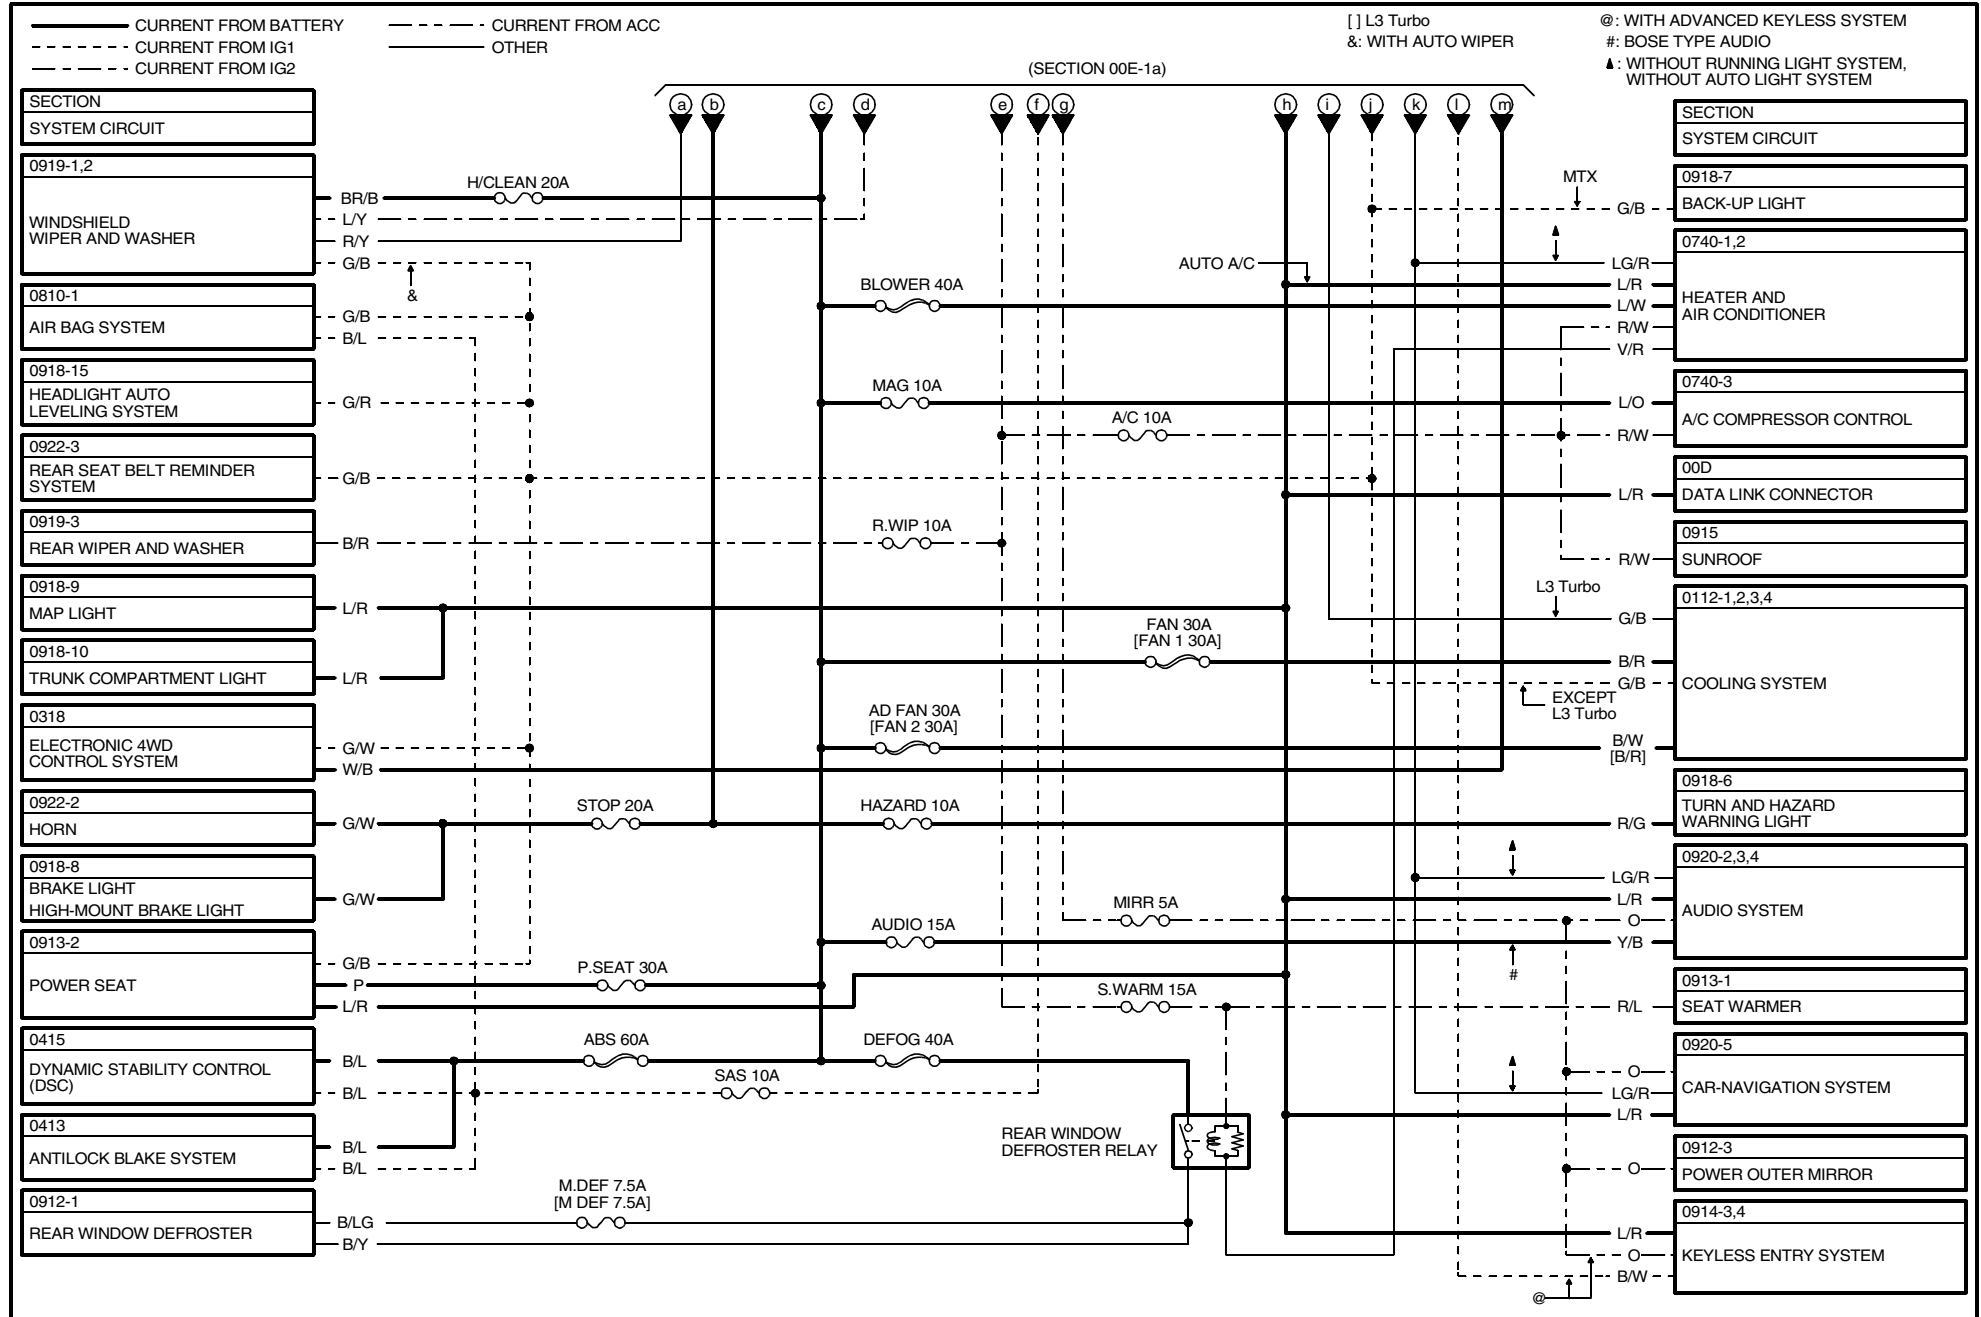 CURRENT FROM BATTERY
CURRENT FROM IG1
CURRENT FROM IG2
CURRENT FROM ACC
OTHER
[ ] L3 Turbo
&: WITH AUTO WIPER
@: WITH ADVANCED KEYLESS SYSTEM
#: BOSE TYPE AUDIO
▲: WITHOUT RUNNING LIGHT SYSTEM,
WITHOUT AUTO LIGHT SYSTEM
(SECTION 00E-1a)
a b c d e f g h i j k l m
SECTION
SYSTEM CIRCUIT
0919-1,2
WINDSHIELD
WIPER AND WASHER
BR/B
L/Y
R/Y
G/B
&
H/CLEAN 20A
0810-1
AIR BAG SYSTEM
G/B
B/L
0918-15
HEADLIGHT AUTO
LEVELING SYSTEM
G/R
0922-3
REAR SEAT BELT REMINDER
SYSTEM
G/B
0919-3
REAR WIPER AND WASHER
B/R
0918-9
MAP LIGHT
L/R
0918-10
TRUNK COMPARTMENT LIGHT
L/R
0318
ELECTRONIC 4WD
CONTROL SYSTEM
G/W
W/B
0922-2
HORN
G/W
0918-8
BRAKE LIGHT
HIGH-MOUNT BRAKE LIGHT
G/W
0913-2
POWER SEAT
G/B
P
L/R
0415
DYNAMIC STABILITY CONTROL
(DSC)
B/L
B/L
0413
ANTILOCK BLAKE SYSTEM
B/L
B/L
0912-1
REAR WINDOW DEFROSTER
B/LG
B/Y
BLOWER 40A
MAG 10A
A/C 10A
R.WIP 10A
FAN 30A
[FAN 1 30A]
AD FAN 30A
[FAN 2 30A]
STOP 20A
HAZARD 10A
MIRR 5A
AUDIO 15A
P.SEAT 30A
S.WARM 15A
ABS 60A
DEFOG 40A
SAS 10A
REAR WINDOW
DEFROSTER RELAY
M.DEF 7.5A
[M DEF 7.5A]
SECTION
SYSTEM CIRCUIT
MTX
G/B
0918-7
BACK-UP LIGHT
▲
AUTO A/C
LG/R
L/R
L/W
R/W
V/R
0740-1,2
HEATER AND
AIR CONDITIONER
L/O
R/W
0740-3
A/C COMPRESSOR CONTROL
L/R
00D
DATA LINK CONNECTOR
R/W
0915
SUNROOF
L3 Turbo
G/B
B/R
G/B
EXCEPT
L3 Turbo
B/W
[B/R]
0112-1,2,3,4
COOLING SYSTEM
R/G
0918-6
TURN AND HAZARD
WARNING LIGHT
▲
LG/R
L/R
O
Y/B
#
0920-2,3,4
AUDIO SYSTEM
R/L
0913-1
SEAT WARMER
▲
O
LG/R
L/R
0920-5
CAR-NAVIGATION SYSTEM
O
0912-3
POWER OUTER MIRROR
L/R
O
B/W
@
0914-3,4
KEYLESS ENTRY SYSTEM